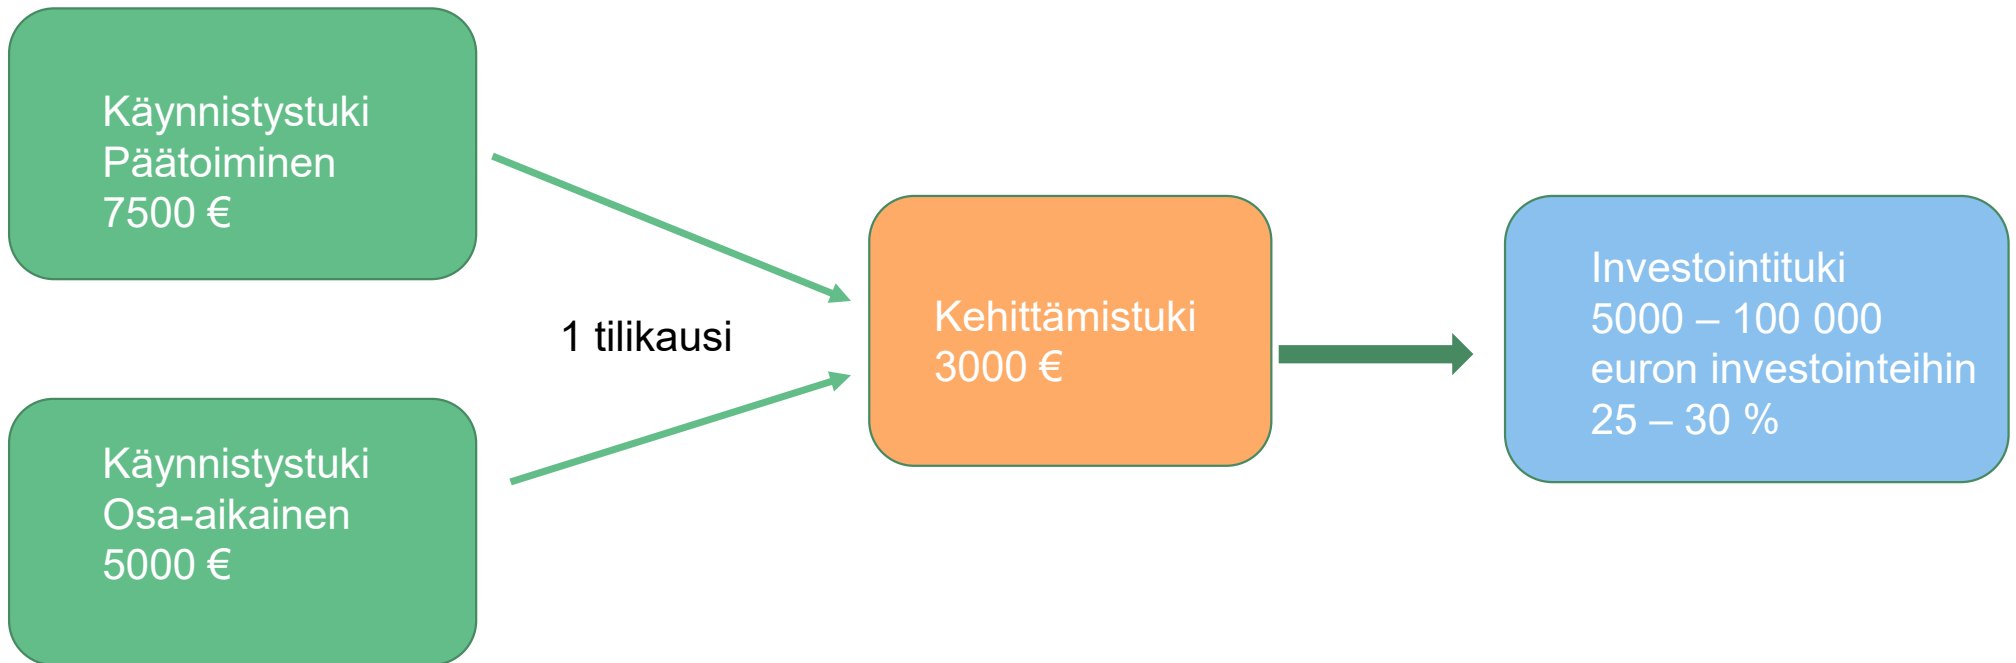 Käynnistystuki
Päätoiminen
7500 €
1 tilikausi
Käynnistystuki
Osa-aikainen
5000 €
Kehittämistuki
3000 €
Investointituki
5000 – 100 000
euron investointeihin
25 – 30 %